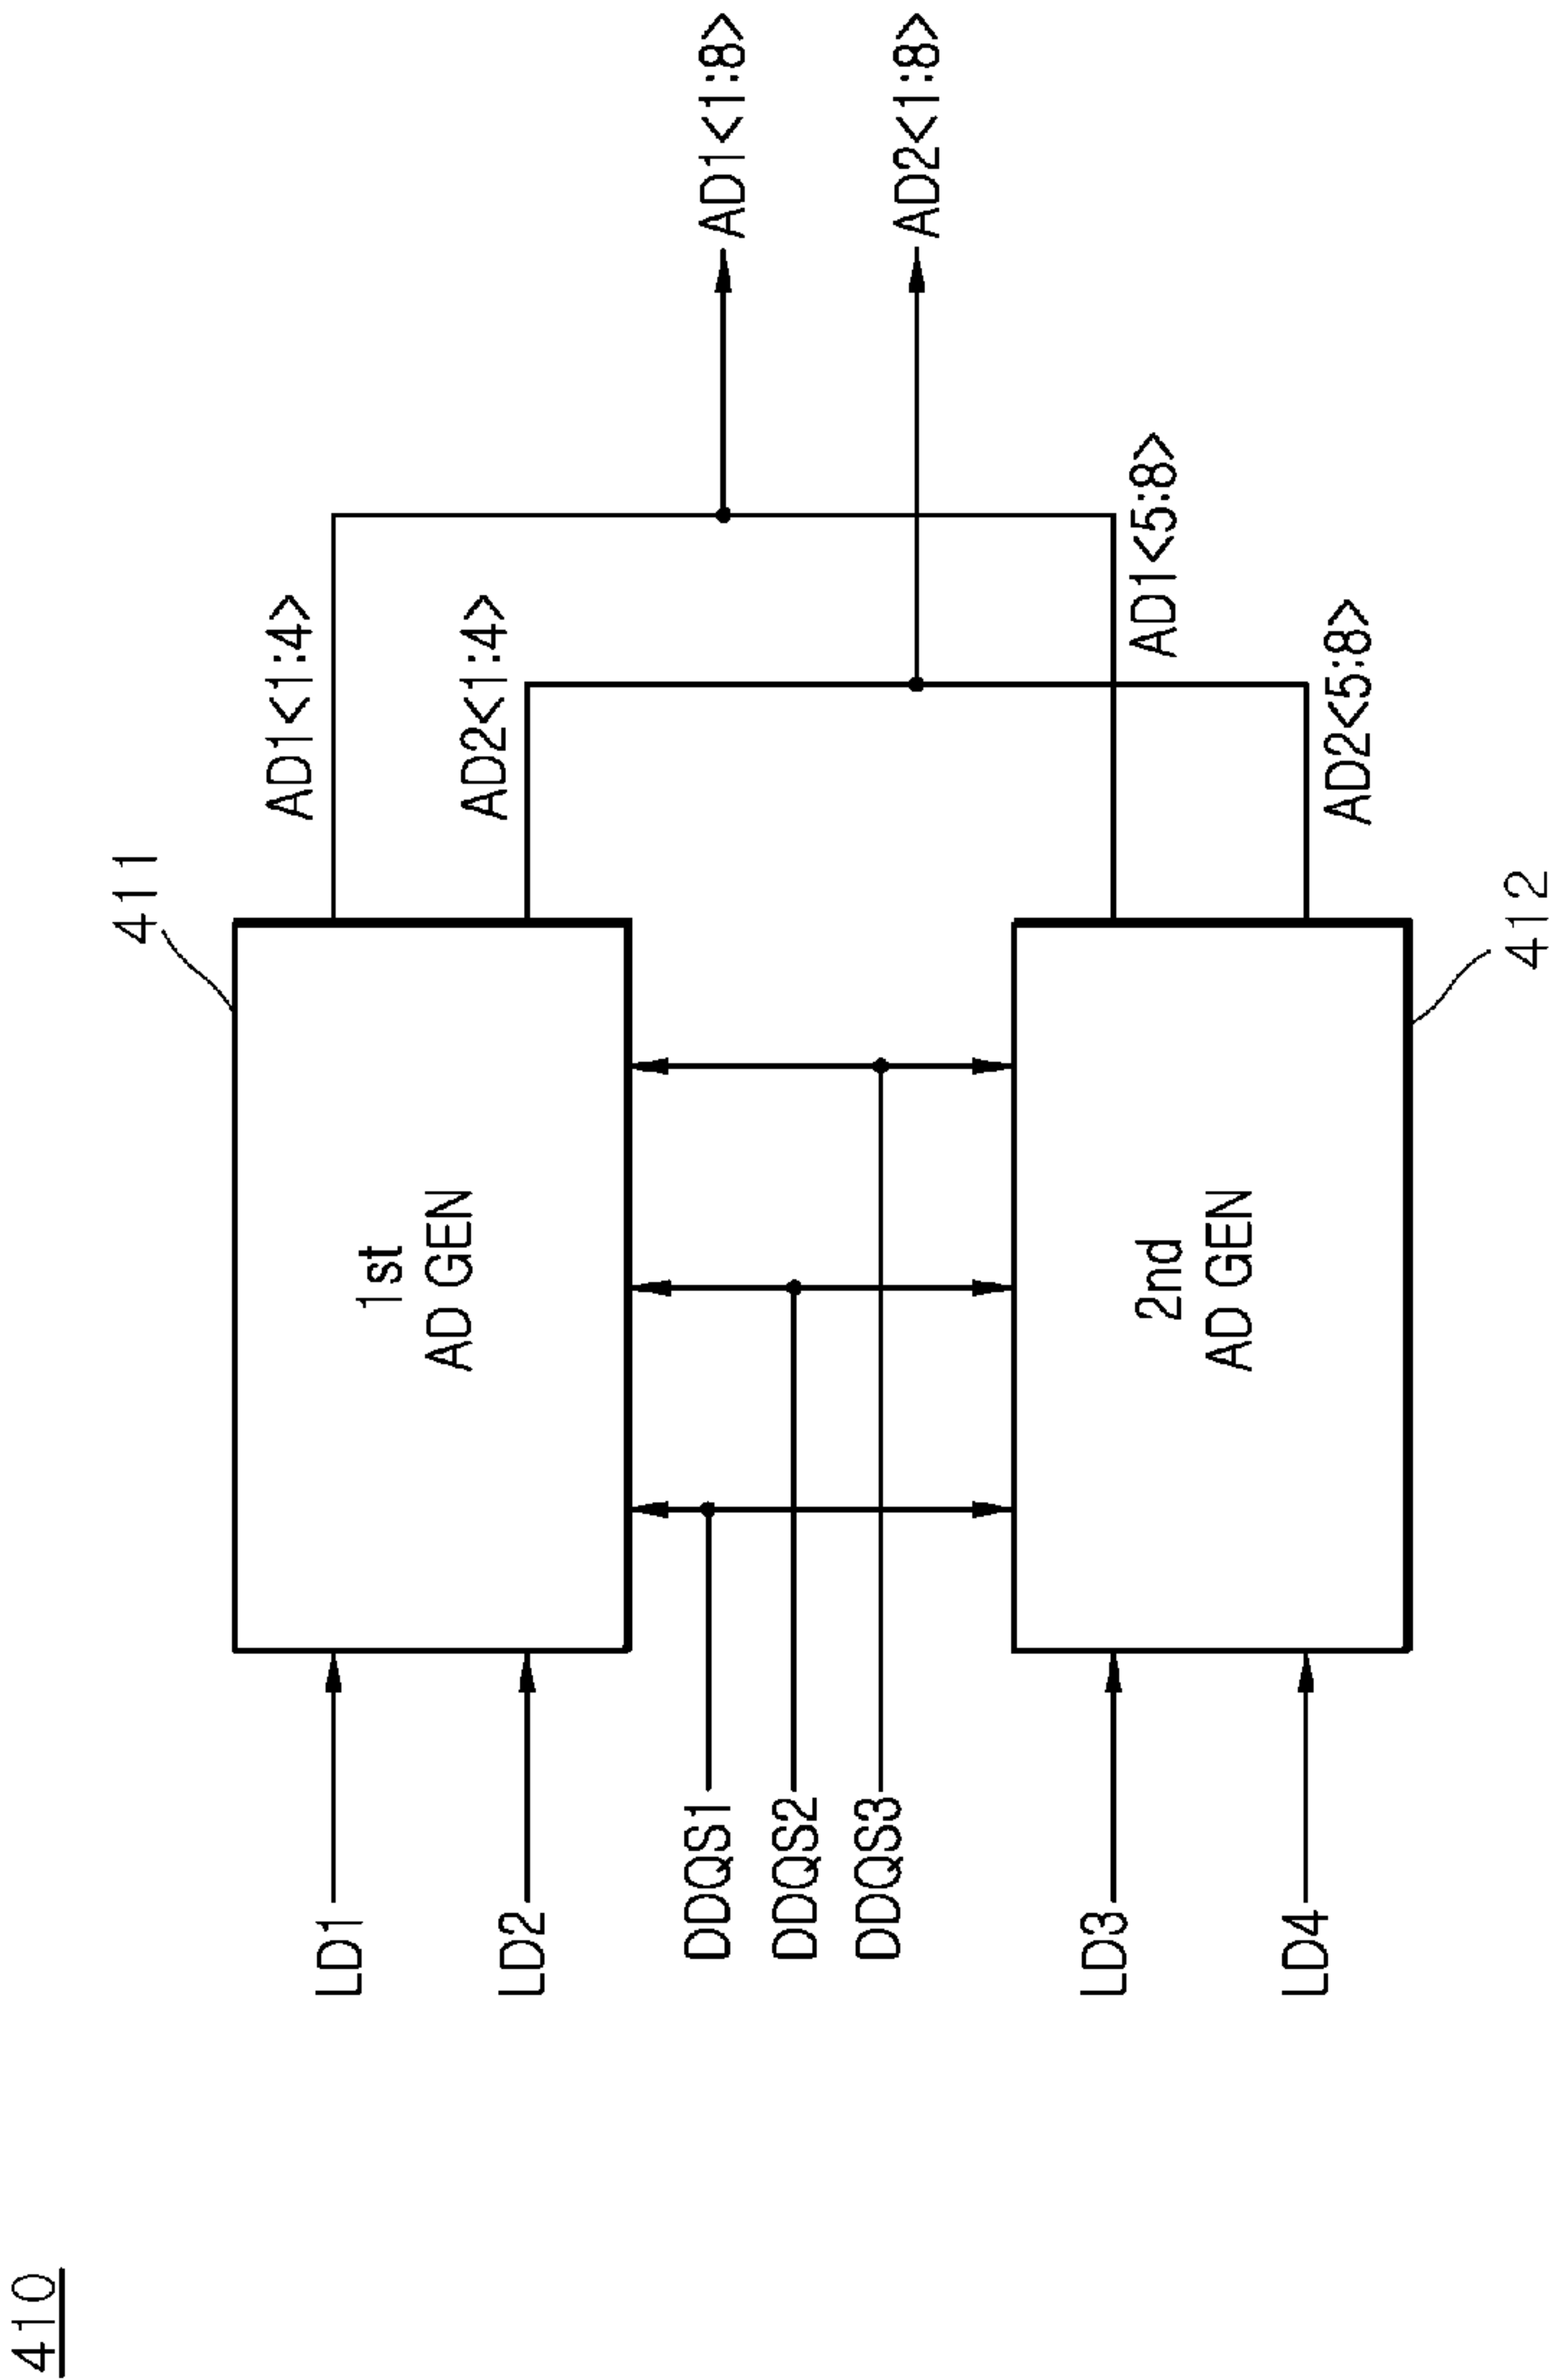 410
411
AD1<1:4>
LD1
1st
AD GEN
AD2<1:4>
LD2
DDQS1
AD1<1:8>
DDQS2
DDQS3
AD2<1:8>
LD3
2nd
AD GEN
AD1<5:8>
LD4
AD2<5:8>
412